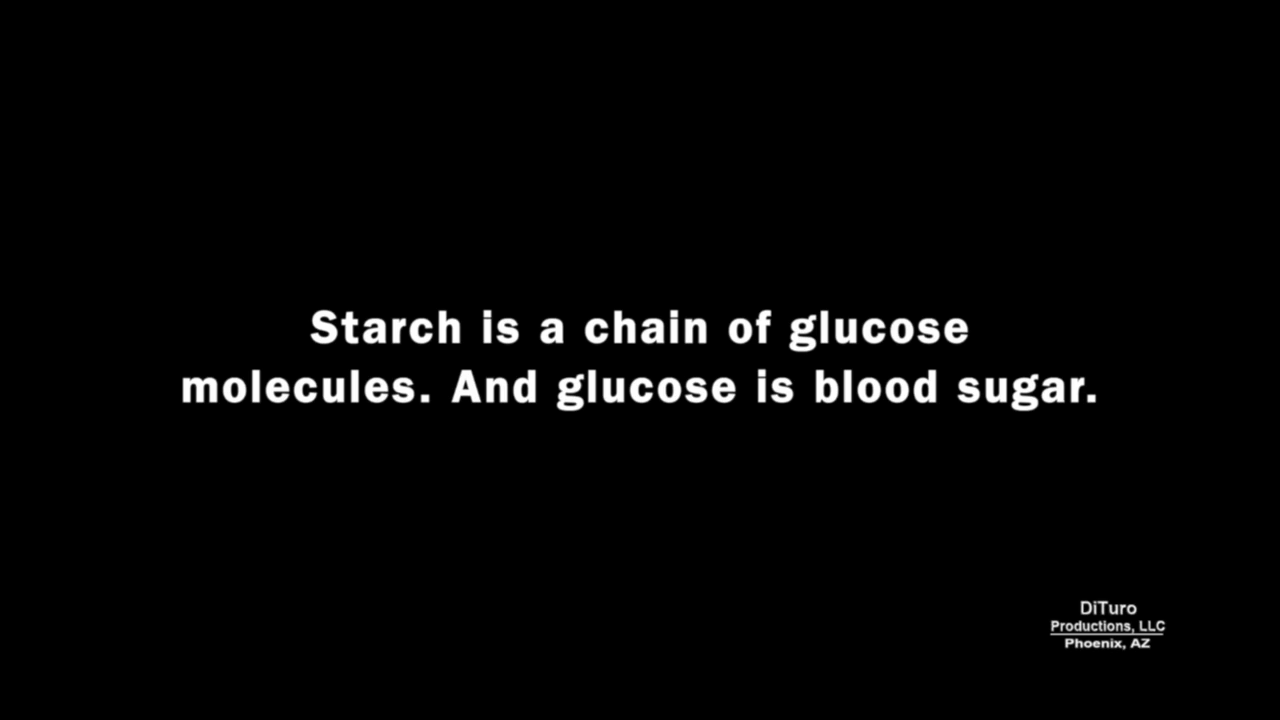 Starch is a chain of glucose
molecules. And glucose is blood sugar.
DiTuro
Productions, LLC
Phoenix, AZ